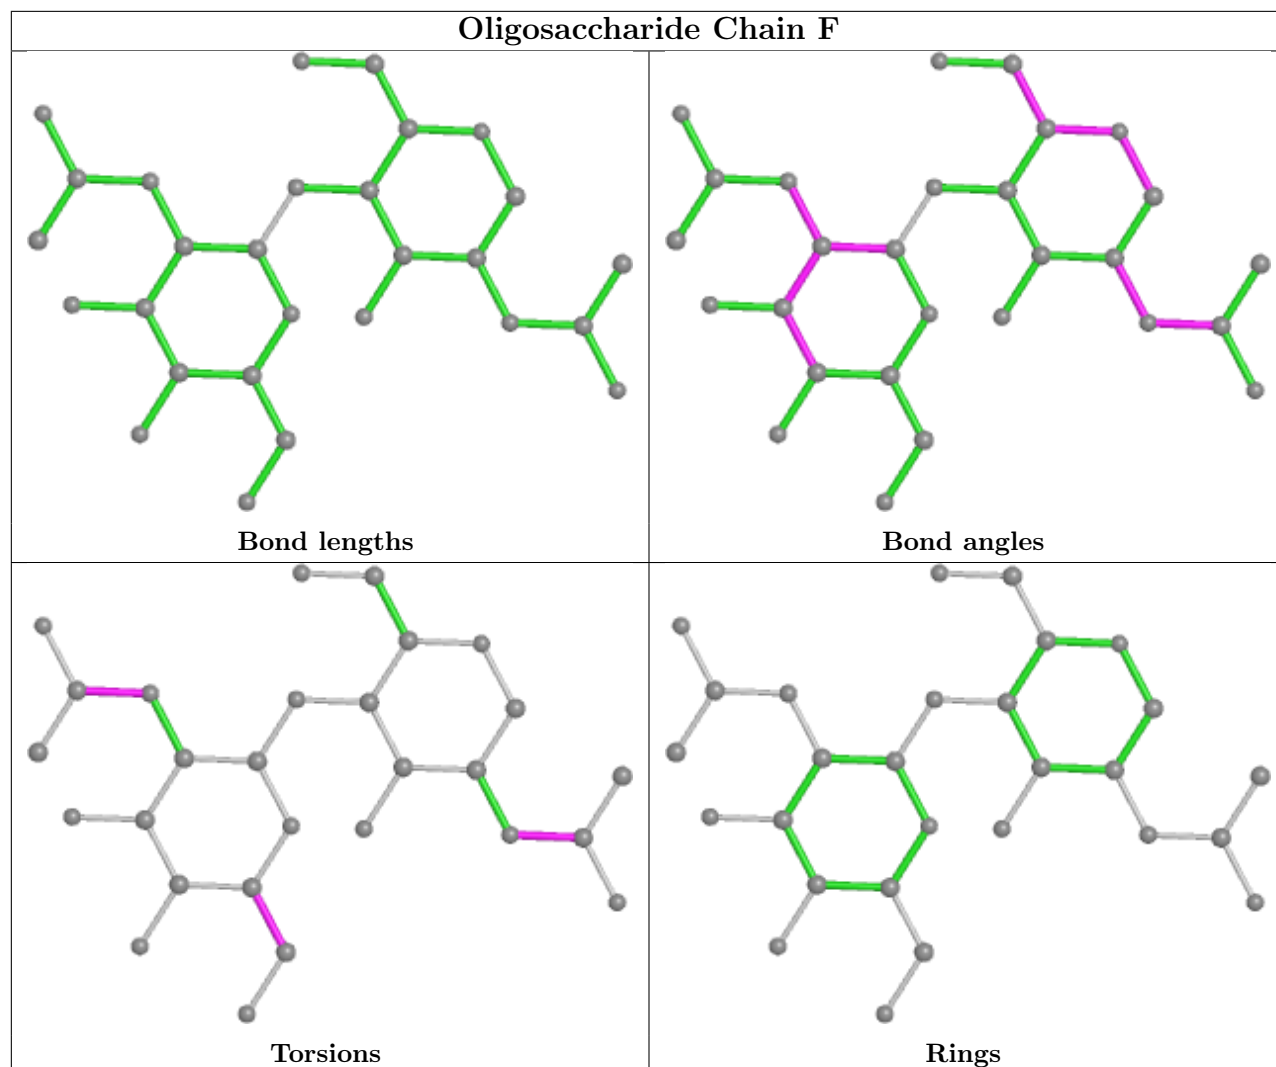 Oligosaccharide Chain F
Bond lengths
Bond angles
Torsions
Rings